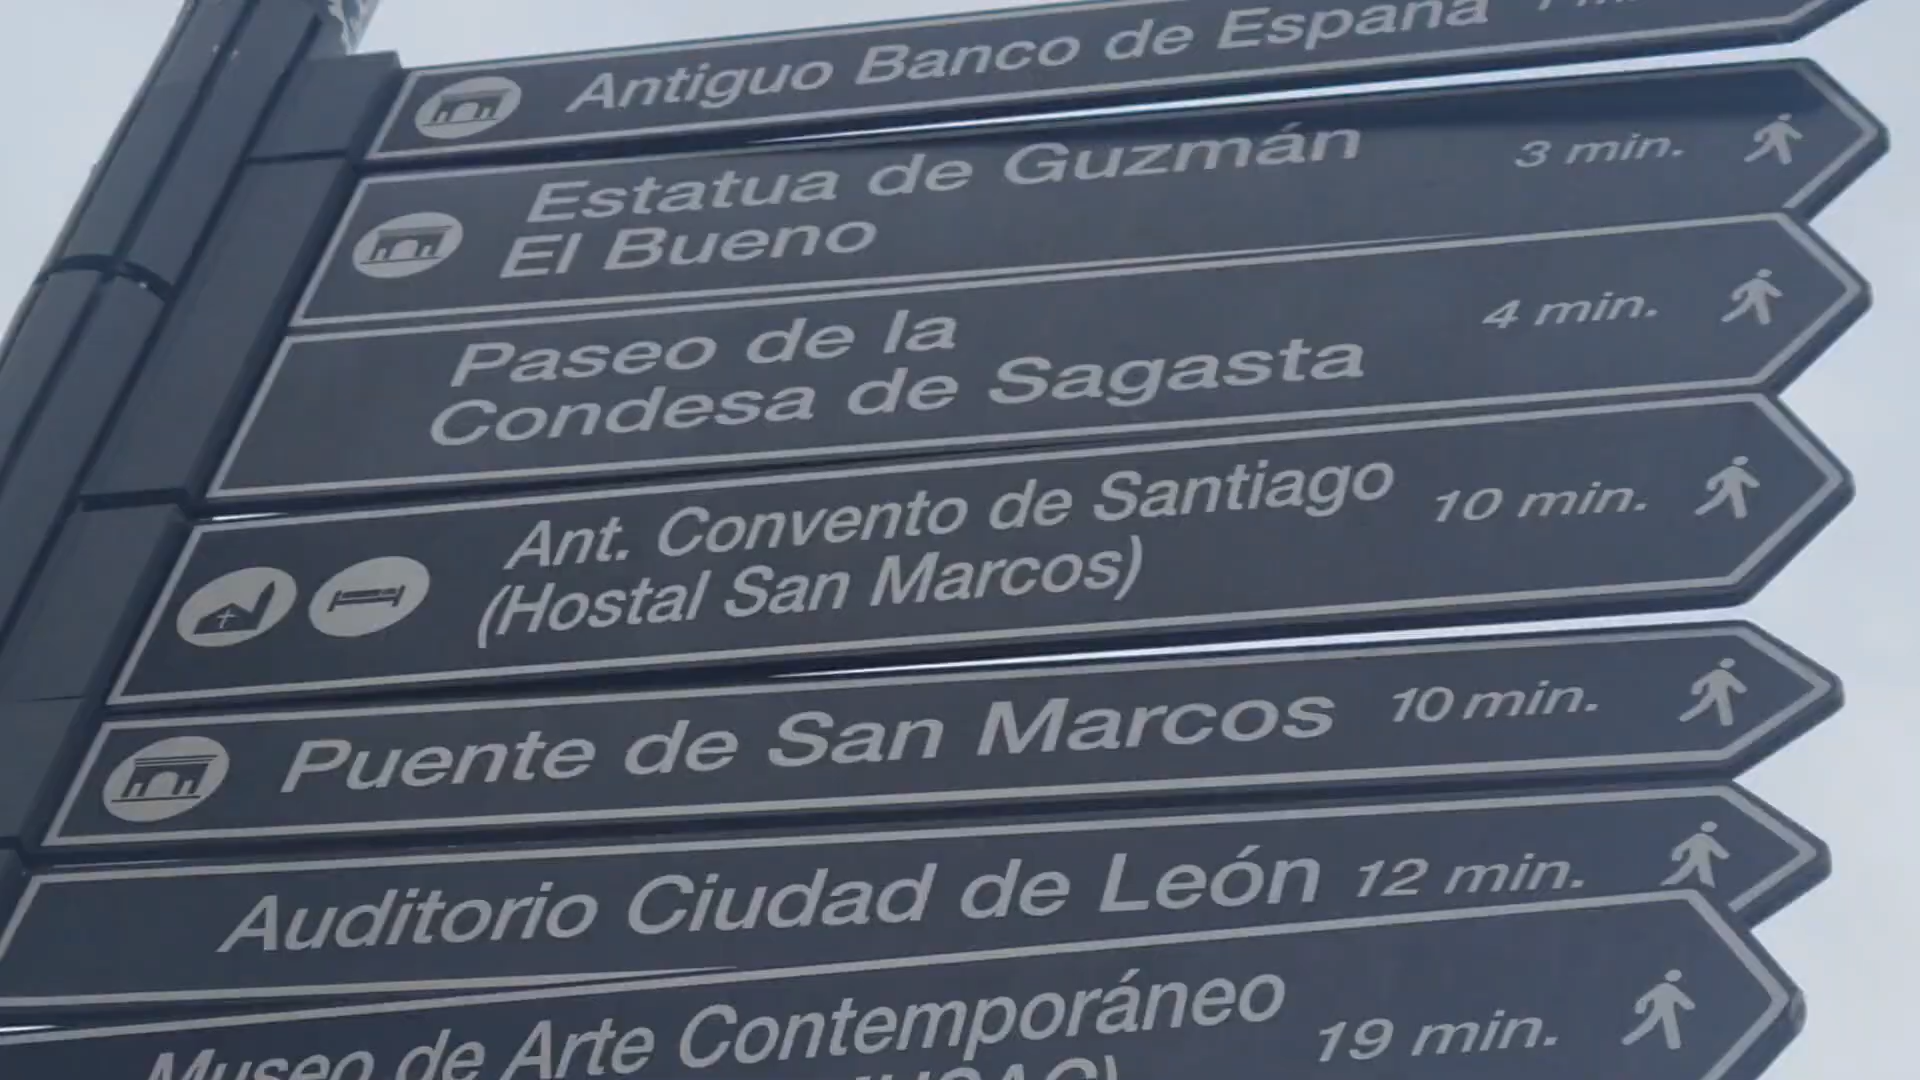 Antiguo Banco de España
Estatua de Guzmán
El Bueno
3 min.
Paseo de la
Condesa de Sagasta
4 min.
Ant. Convento de Santiago
(Hostal San Marcos)
10 min.
Puente de San Marcos 10 min.
Auditorio Ciudad de León 12 min.
Museo de Arte Contemporáneo
19 min.